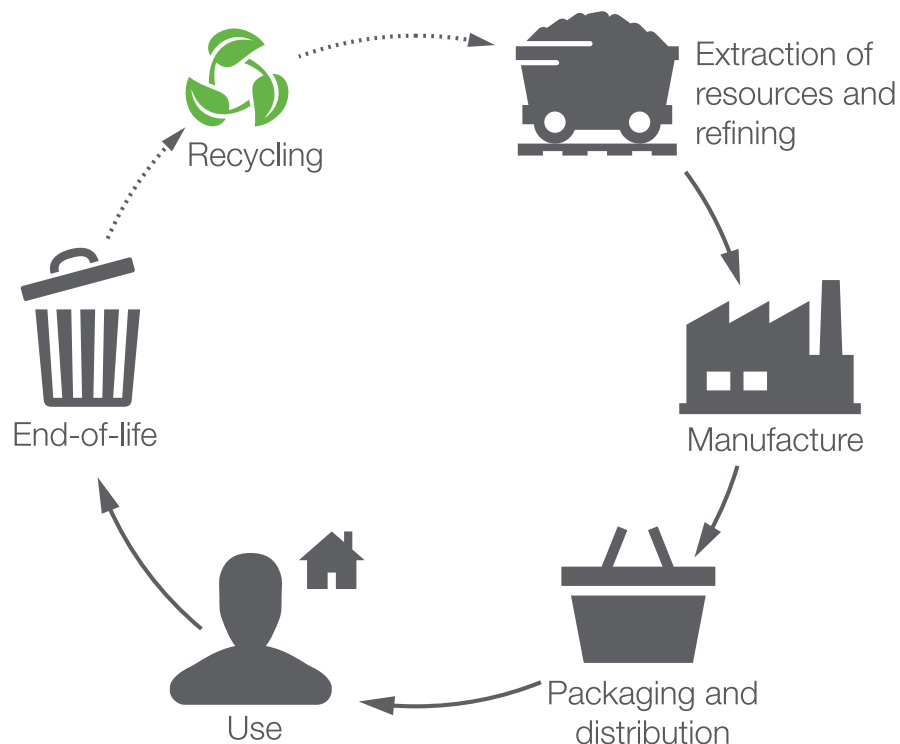 Recycling
Extraction of
resources and
refining
Manufacture
Packaging and
distribution
Use
End-of-life